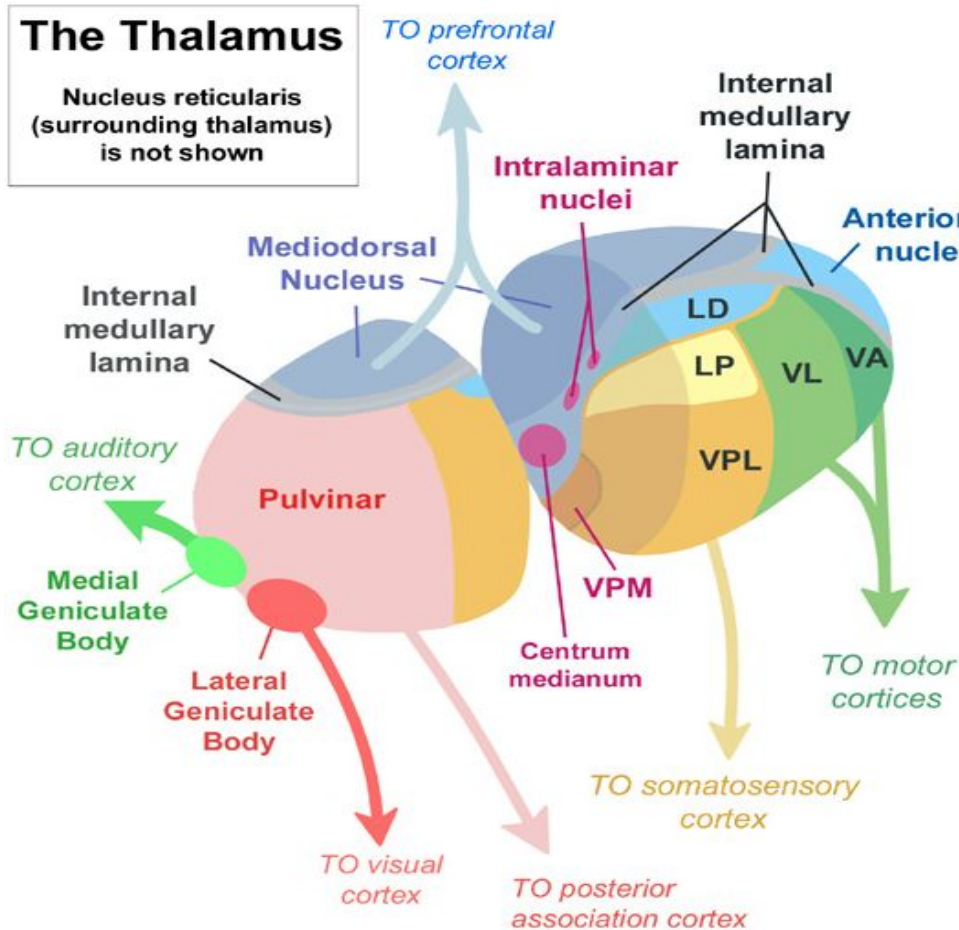 The Thalamus
Nucleus reticularis
(surrounding thalamus)
is not shown
TO prefrontal
cortex
Internal
medullary
lamina
Intralaminar
nuclei
Anterior
nuclei
Mediodorsal
Nucleus
Internal
medullary
lamina
LD
LP
VL
VA
VPL
TO auditory
cortex
Pulvinar
Medial
Geniculate
Body
VPM
Centrum
medianum
Lateral
Geniculate
Body
TO motor
cortices
TO somatosensory
cortex
TO visual
cortex
TO posterior
association cortex